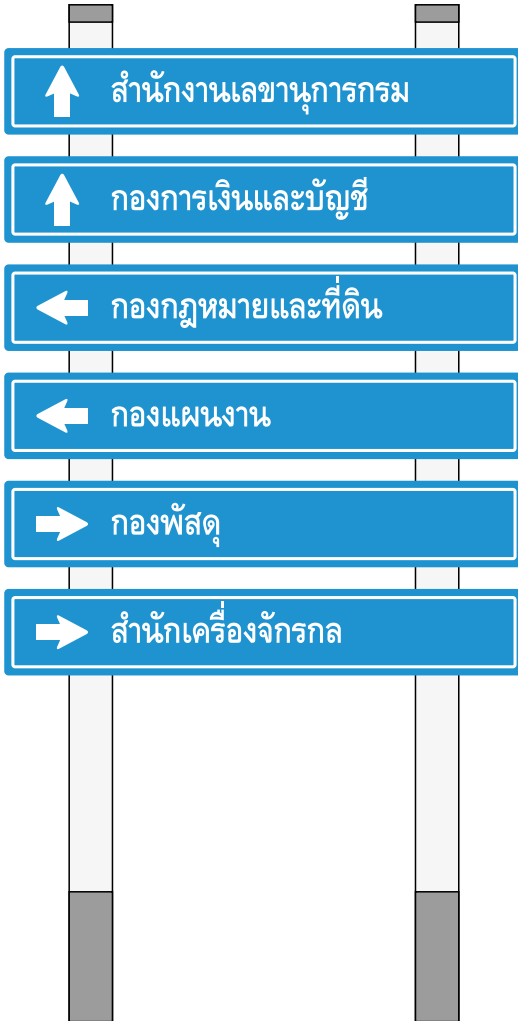 สำนักงานเลขานุการกรม
กองการเงินและบัญชี
กองกฎหมายและที่ดิน
กองแผนงาน
กองพัสดุ
สำนักเครื่องจักรกล